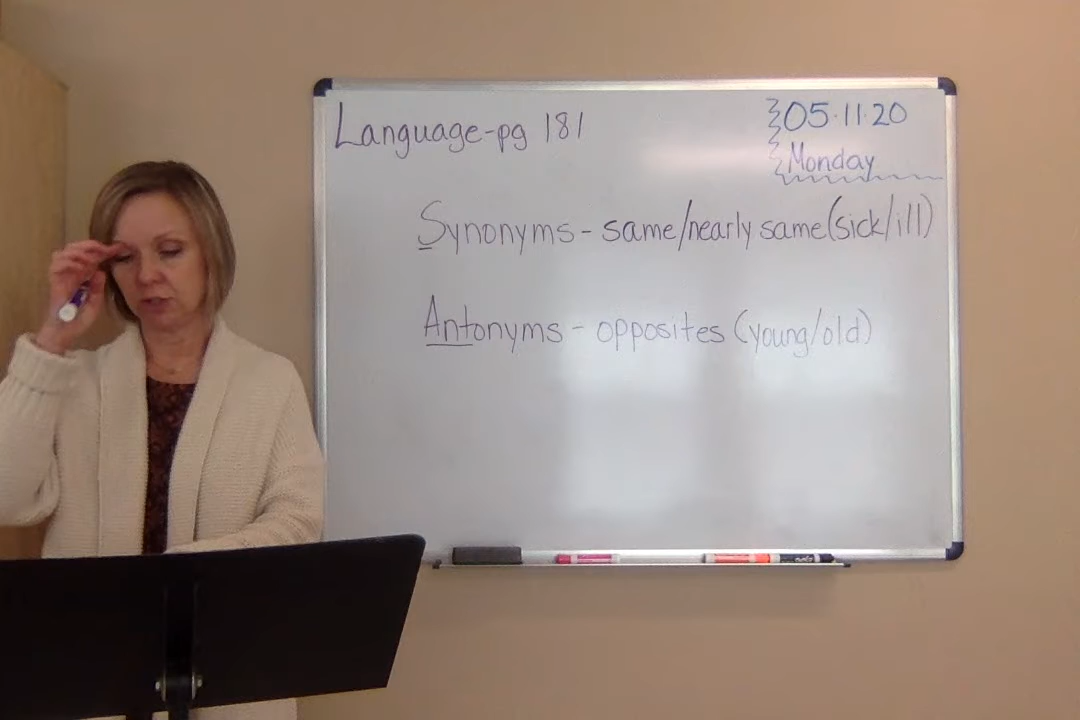 Language-pg 181
05·11·20
Monday
Synonyms - same/nearly same(sick/ill)
Antonyms - opposites (young/old)